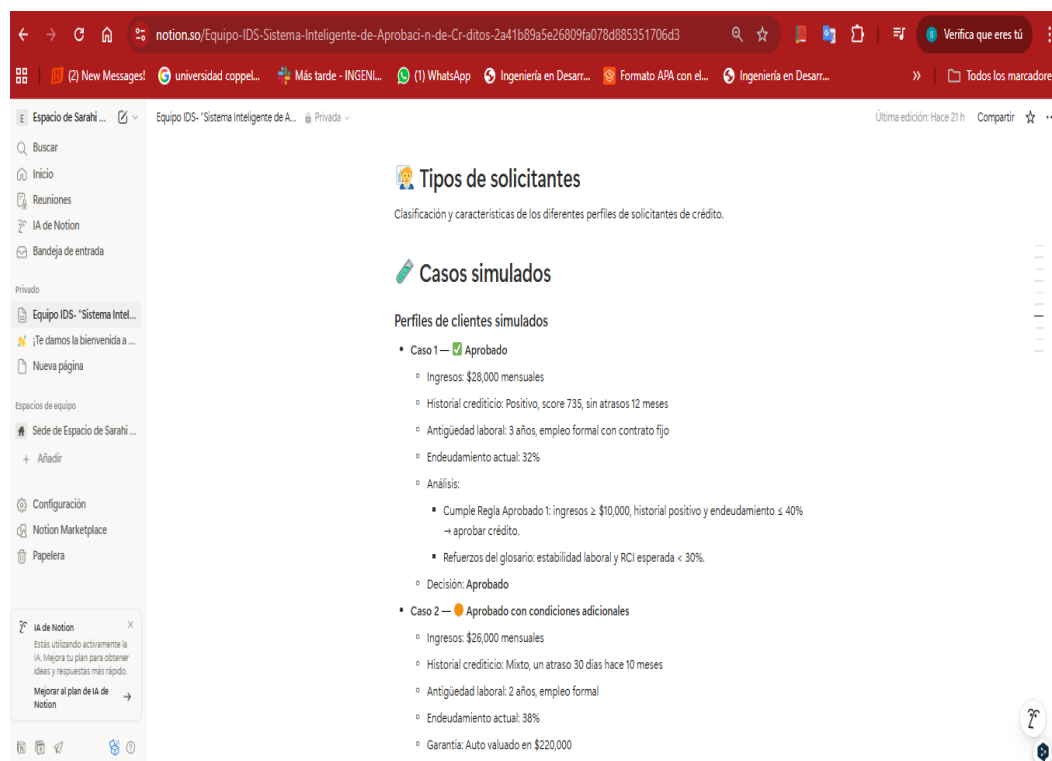 notion.so/Equipo-IDS-Sistema-Inteligente-de-Aprobaci-n-de-Cr-ditos-2a41b89a5e26809fa078d885351706d3
Verifica que eres tú
(2) New Messages!
universidad coppel...
Más tarde - INGENI...
(1) WhatsApp
Ingeniería en Desarr...
Formato APA con el...
Ingeniería en Desarr...
»
Todos los marcadore
E Espacio de Sarahi ...
Equipo IDS- "Sistema Inteligente de A...
Privada
Última edición: Hace 21 h
Compartir
Buscar
Inicio
Reuniones
IA de Notion
Bandeja de entrada
Privado
Equipo IDS- "Sistema Intel...
¡Te damos la bienvenida a ...
Nueva página
Espacios de equipo
Sede de Espacio de Sarahi ...
+ Añadir
Configuración
Notion Marketplace
Papelera
IA de Notion
Estás utilizando activamente la
IA. Mejora tu plan para obtener
ideas y respuestas más rápido.
Mejorar al plan de IA de
Notion
Tipos de solicitantes
Clasificación y características de los diferentes perfiles de solicitantes de crédito.
Casos simulados
Perfiles de clientes simulados
• Caso 1 — ✅ Aprobado
◦ Ingresos: $28,000 mensuales
◦ Historial crediticio: Positivo, score 735, sin atrasos 12 meses
◦ Antigüedad laboral: 3 años, empleo formal con contrato fijo
◦ Endeudamiento actual: 32%
◦ Análisis:
▪ Cumple Regla Aprobado 1: ingresos ≥ $10,000, historial positivo y endeudamiento ≤ 40%
→ aprobar crédito.
▪ Refuerzos del glosario: estabilidad laboral y RCI esperada < 30%.
◦ Decisión: Aprobado
• Caso 2 — 🟠 Aprobado con condiciones adicionales
◦ Ingresos: $26,000 mensuales
◦ Historial crediticio: Mixto, un atraso 30 días hace 10 meses
◦ Antigüedad laboral: 2 años, empleo formal
◦ Endeudamiento actual: 38%
◦ Garantía: Auto valuado en $220,000